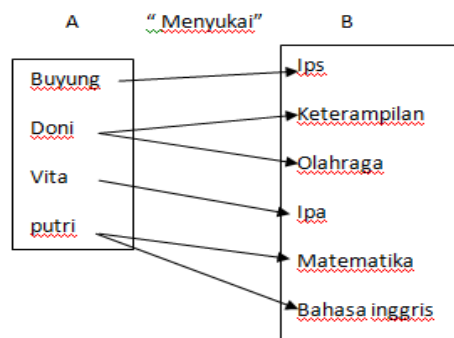 A “ Menyukai” B
Buyung
Doni
Vita
putri
Ips
Keterampilan
Olahraga
Ipa
Matematika
Bahasa inggris